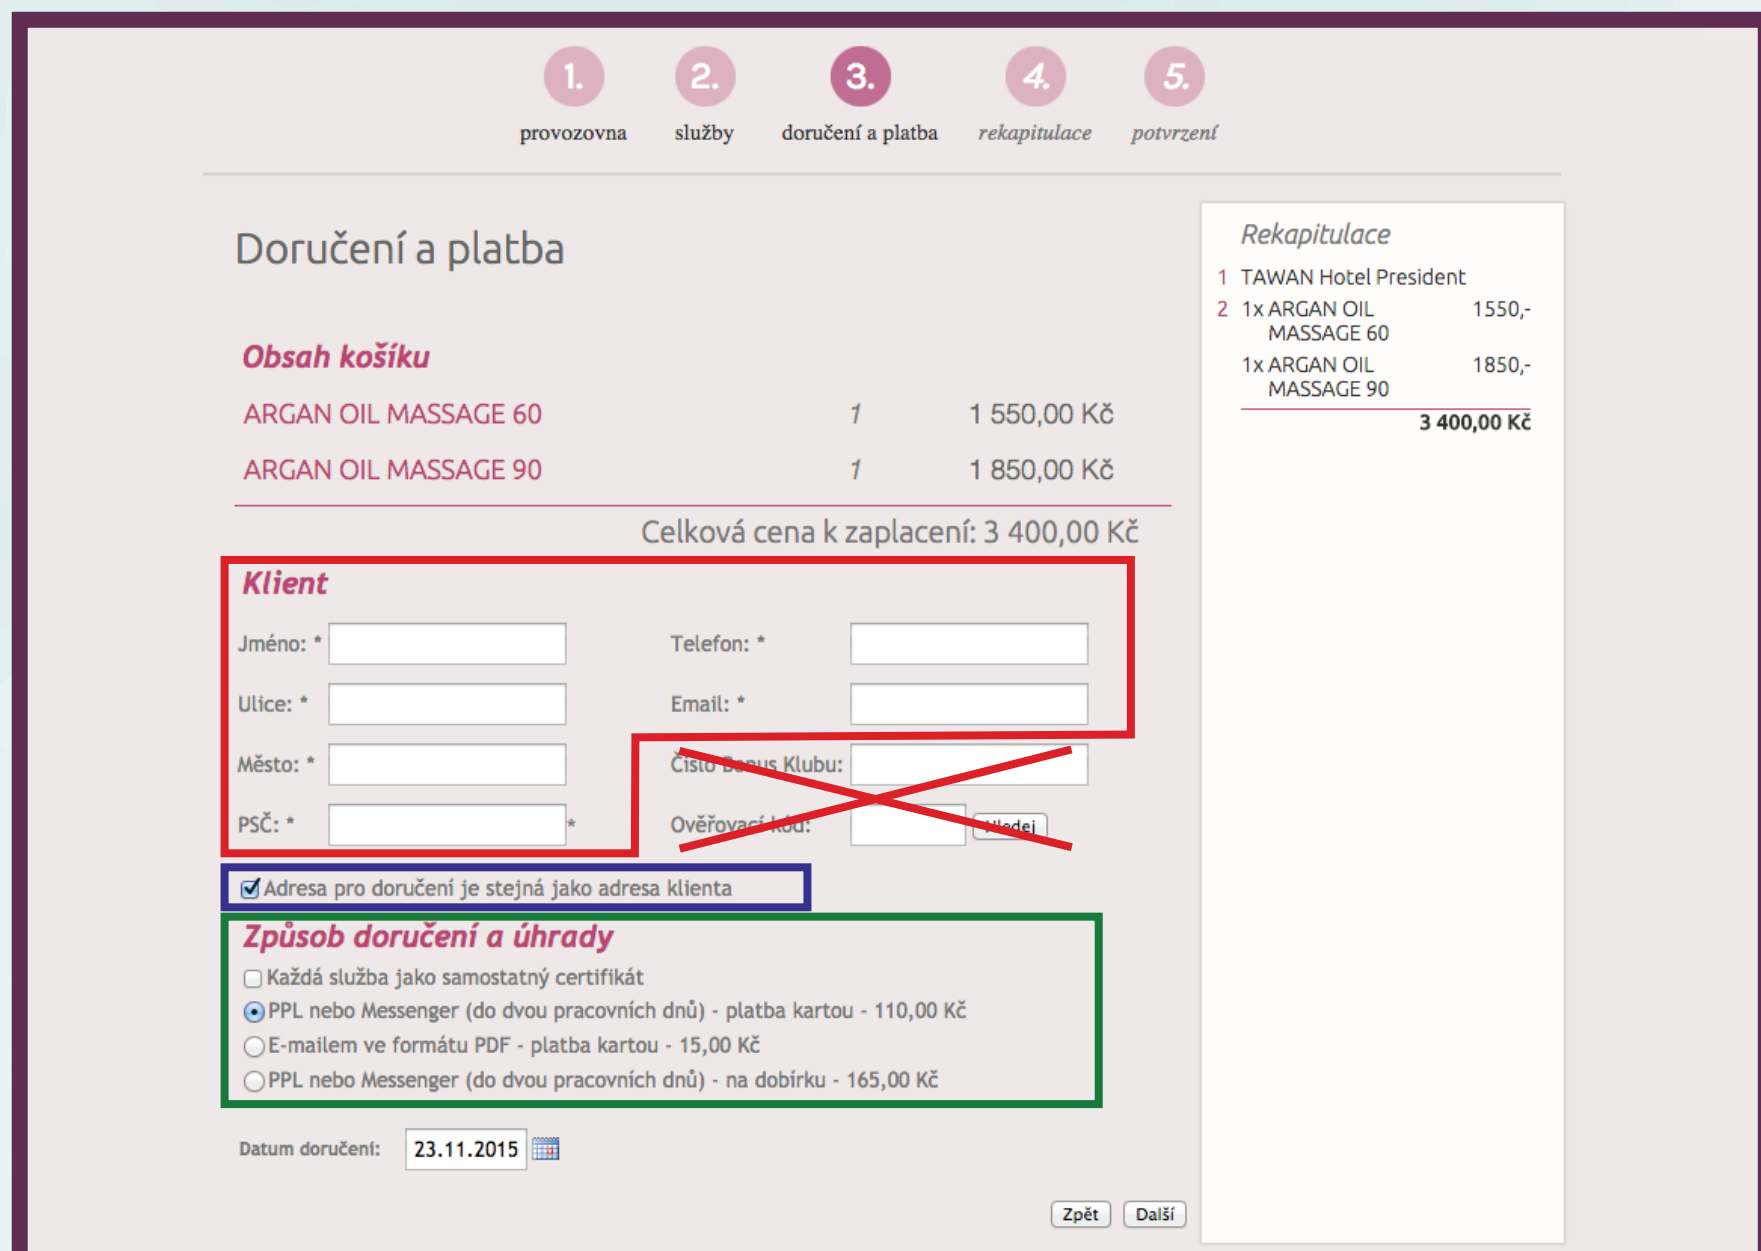 1. 2. 3. 4. 5.
provozovna služby doručení a platba rekapitulace potvrzení
Doručení a platba
Obsah košíku
ARGAN OIL MASSAGE 60 1 1 550,00 Kč
ARGAN OIL MASSAGE 90 1 1 850,00 Kč
Celková cena k zaplacení: 3 400,00 Kč
Klient
Jméno: * Telefon: *
Ulice: * Email: *
Město: * Číslo Bonus Klubu:
PSČ: * * Ověřovací kód: Hledej
Adresa pro doručení je stejná jako adresa klienta
Způsob doručení a úhrady
Každá služba jako samostatný certifikát
PPL nebo Messenger (do dvou pracovních dnů) - platba kartou - 110,00 Kč
E-mailem ve formátu PDF - platba kartou - 15,00 Kč
PPL nebo Messenger (do dvou pracovních dnů) - na dobírku - 165,00 Kč
Datum doručení: 23.11.2015
Zpět Další
Rekapitulace
1 TAWAN Hotel President
2 1x ARGAN OIL 1550,-
MASSAGE 60
1x ARGAN OIL 1850,-
MASSAGE 90
3 400,00 Kč